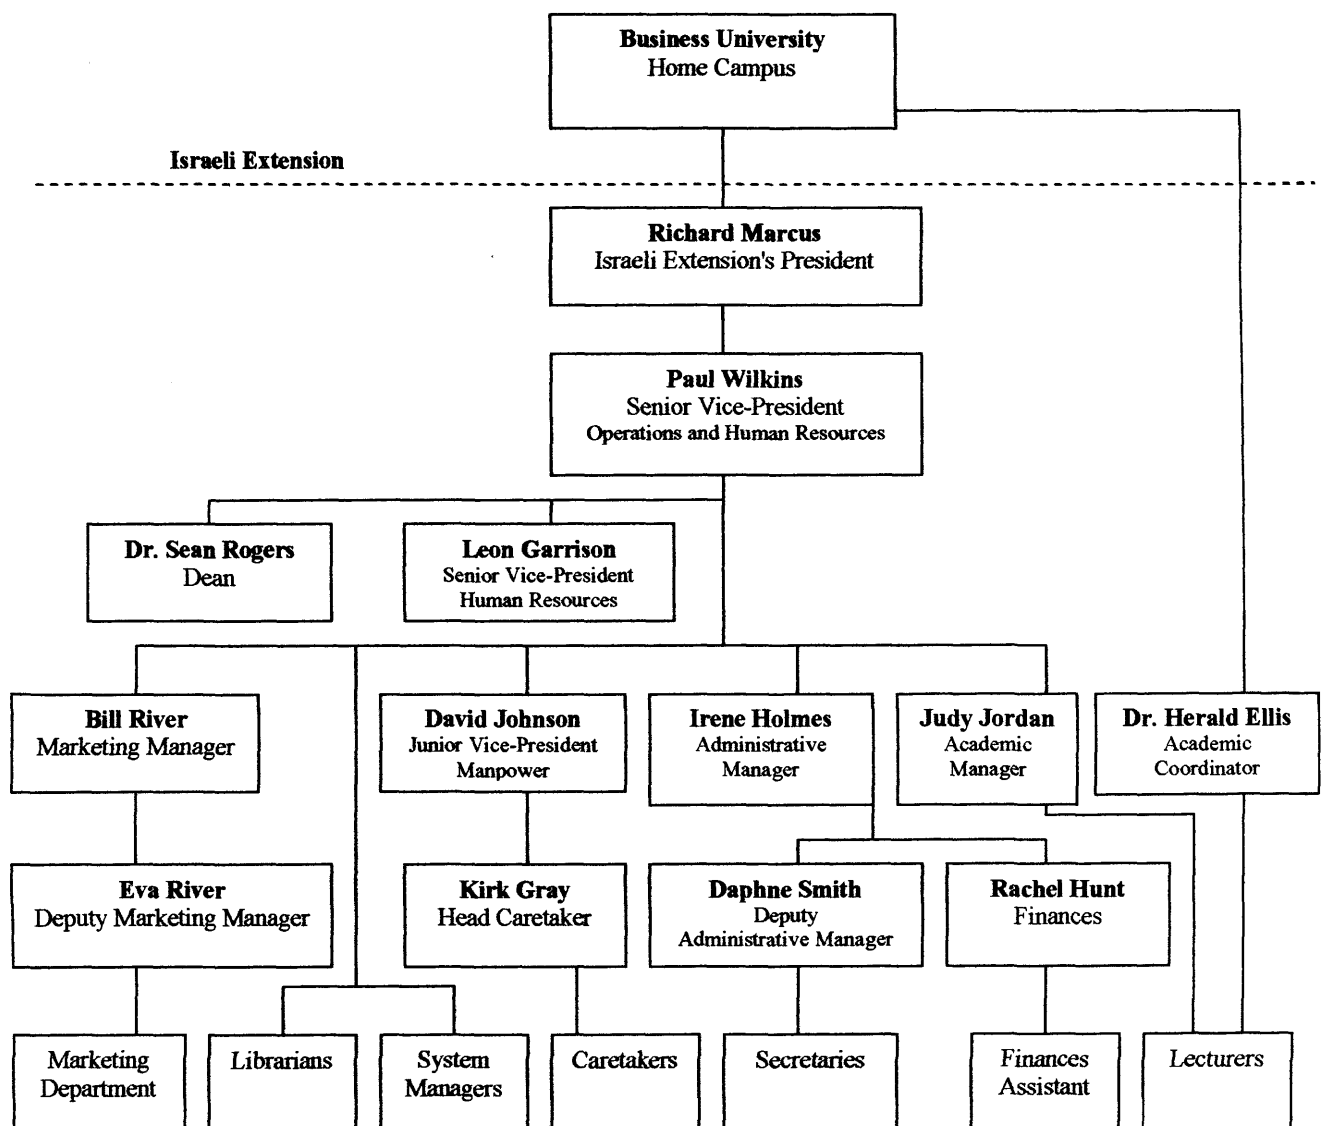 Business University
Home Campus
Israeli Extension
Richard Marcus
Israeli Extension's President
Paul Wilkins
Senior Vice-President
Operations and Human Resources
Dr. Sean Rogers
Dean
Leon Garrison
Senior Vice-President
Human Resources
Bill River
Marketing Manager
David Johnson
Junior Vice-President
Manpower
Irene Holmes
Administrative
Manager
Judy Jordan
Academic
Manager
Dr. Herald Ellis
Academic
Coordinator
Eva River
Deputy Marketing Manager
Kirk Gray
Head Caretaker
Daphne Smith
Deputy
Administrative Manager
Rachel Hunt
Finances
Marketing
Department
Librarians
System
Managers
Caretakers
Secretaries
Finances
Assistant
Lecturers